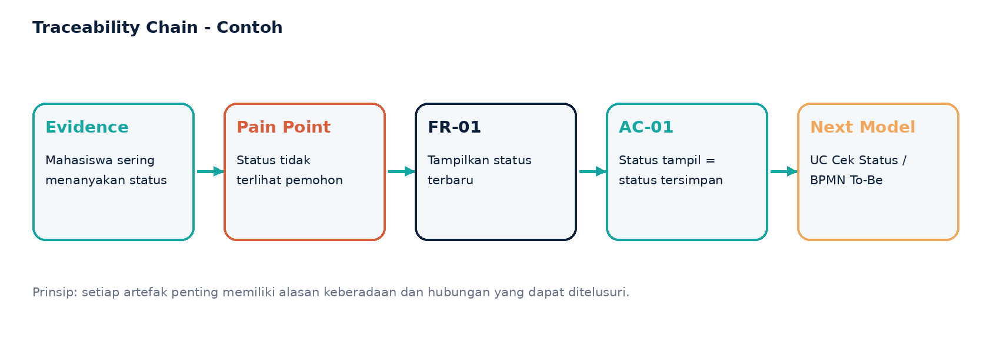 Traceability Chain - Contoh
Evidence
Mahasiswa sering
menanyakan status
Pain Point
Status tidak
terlihat pemohon
FR-01
Tampilkan status
terbaru
AC-01
Status tampil =
status tersimpan
Next Model
UC Cek Status /
BPMN To-Be
Prinsip: setiap artefak penting memiliki alasan keberadaan dan hubungan yang dapat ditelusuri.